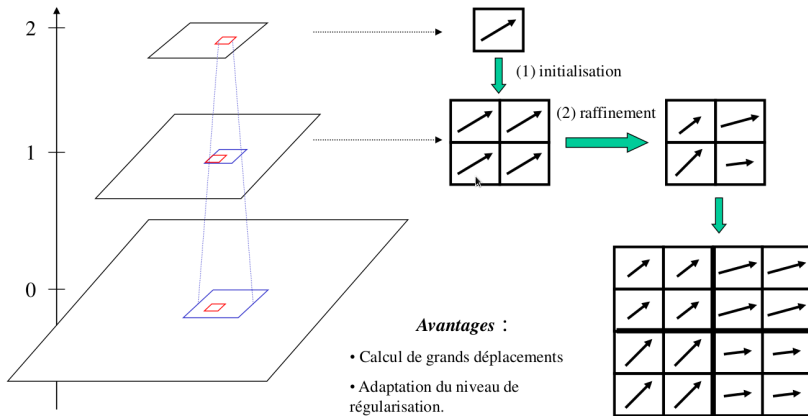 2
(1) initialisation
(2) raffinement
1
0
Avantages :
• Calcul de grands déplacements
• Adaptation du niveau de
régularisation.